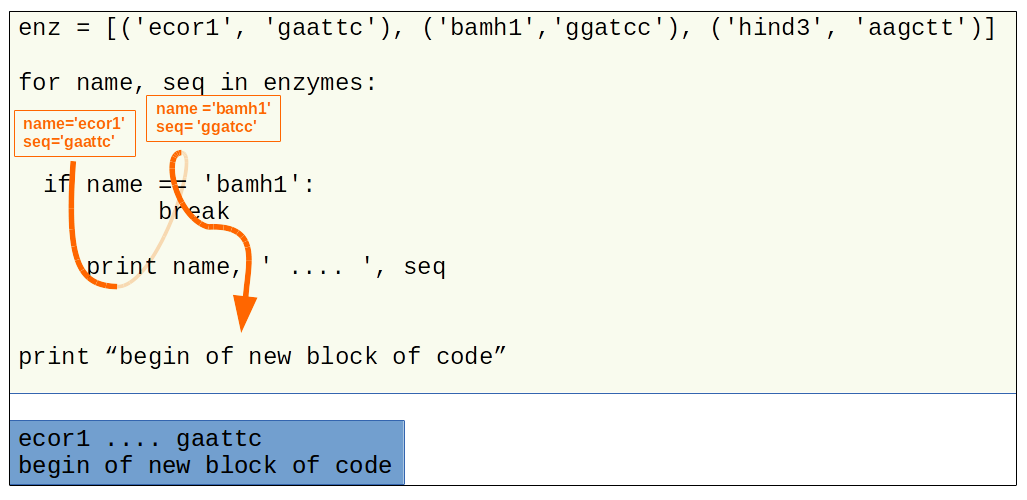 enz = [('ecor1', 'gaattc'), ('bamh1','ggatcc'), ('hind3', 'aagctt')]
for name, seq in enzymes:
name='ecor1'
seq='gaattc'
name ='bamh1'
seq= 'ggatcc'
if name == 'bamh1':
break
print name, ' .... ', seq
print “begin of new block of code”
ecor1 .... gaattc
begin of new block of code